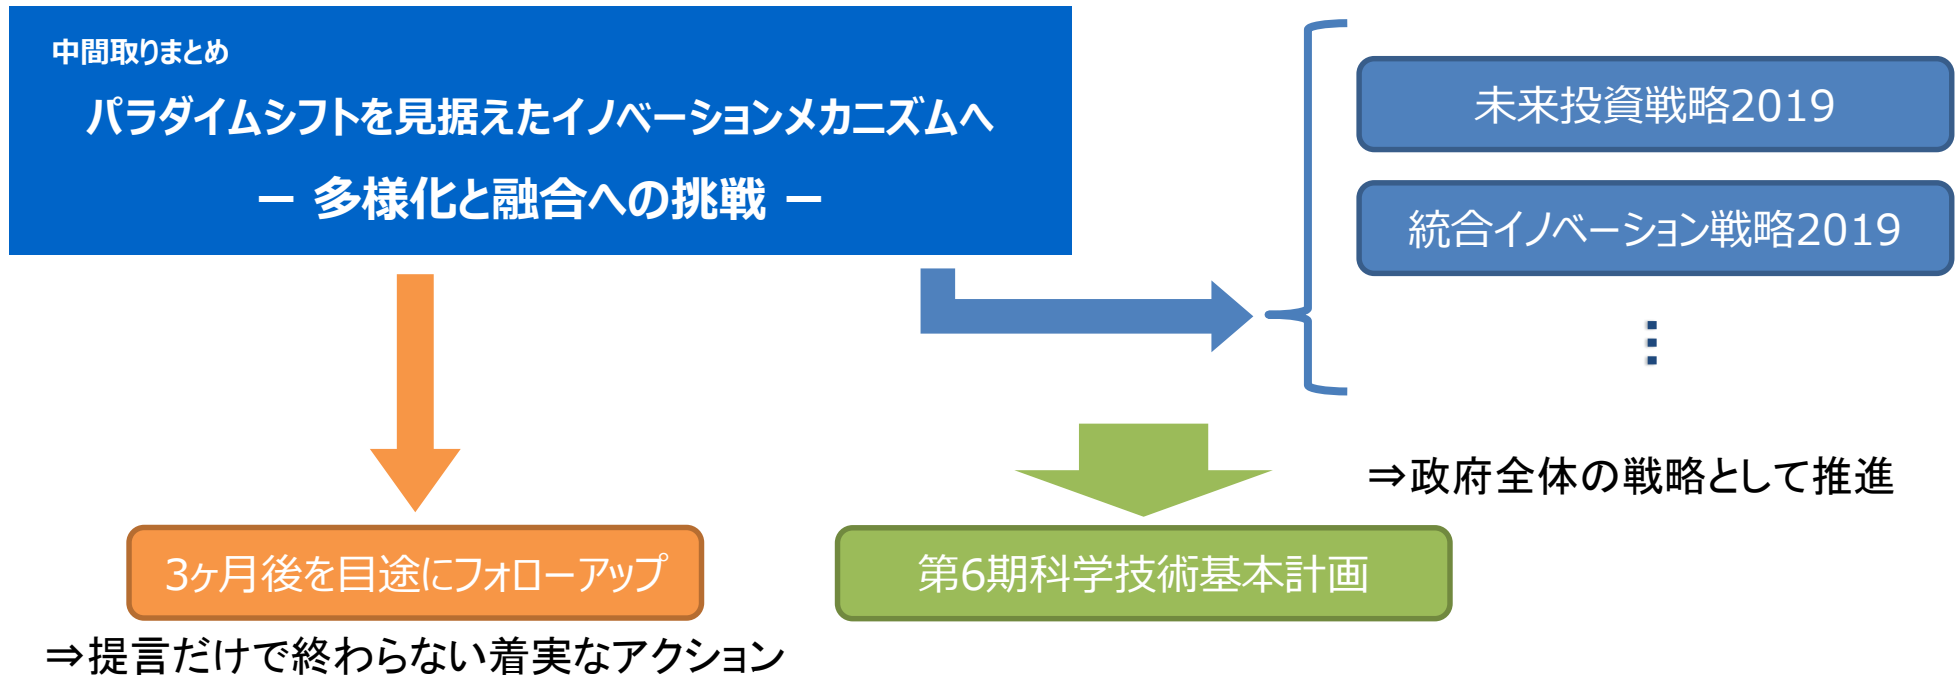 中間取りまとめ
パラダイムシフトを見据えたイノベーションメカニズムへ
－ 多様化と融合への挑戦 －
未来投資戦略2019
統合イノベーション戦略2019
⇒政府全体の戦略として推進
3ヶ月後を目途にフォローアップ
第6期科学技術基本計画
⇒提言だけで終わらない着実なアクション